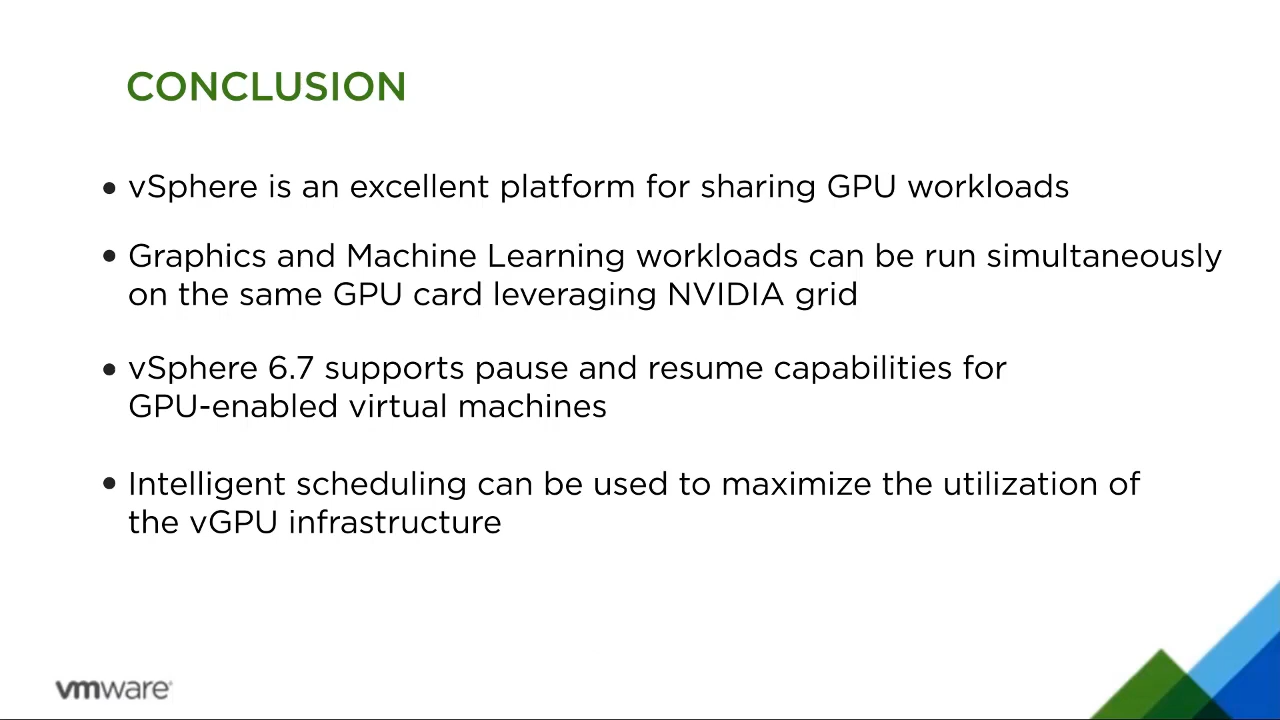 CONCLUSION
• vSphere is an excellent platform for sharing GPU workloads
• Graphics and Machine Learning workloads can be run simultaneously
on the same GPU card leveraging NVIDIA grid
• vSphere 6.7 supports pause and resume capabilities for
GPU-enabled virtual machines
• Intelligent scheduling can be used to maximize the utilization of
the vGPU infrastructure
vmware®